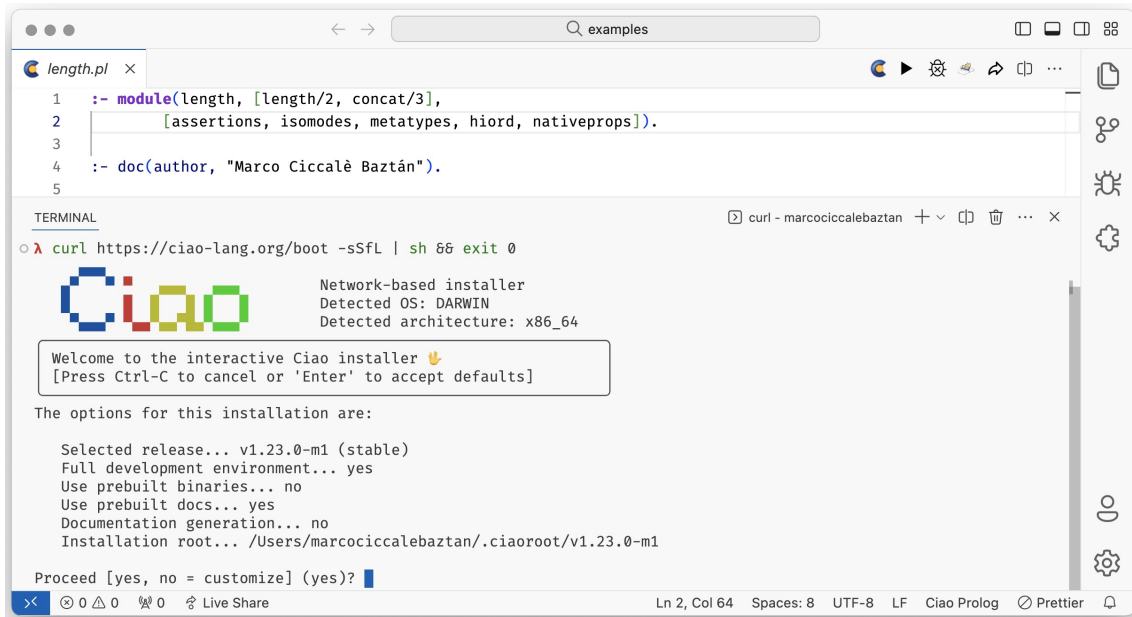 examples
length.pl
1 :- module(length, [length/2, concat/3],
2 [assertions, isomodes, metatypes, hiord, nativeprops]).
3
4 :- doc(author, "Marco Ciccalè Baztán").
5
TERMINAL
curl - marcociccalebaztan
λ curl https://ciao-lang.org/boot -sSfL | sh && exit 0
Ciao
Network-based installer
Detected OS: DARWIN
Detected architecture: x86_64
Welcome to the interactive Ciao installer 🖖
[Press Ctrl-C to cancel or 'Enter' to accept defaults]
The options for this installation are:
Selected release... v1.23.0-m1 (stable)
Full development environment... yes
Use prebuilt binaries... no
Use prebuilt docs... yes
Documentation generation... no
Installation root... /Users/marcociccalebaztan/.ciaoroot/v1.23.0-m1
Proceed [yes, no = customize] (yes)?
0 0 0 Live Share Ln 2, Col 64 Spaces: 8 UTF-8 LF Ciao Prolog Prettier